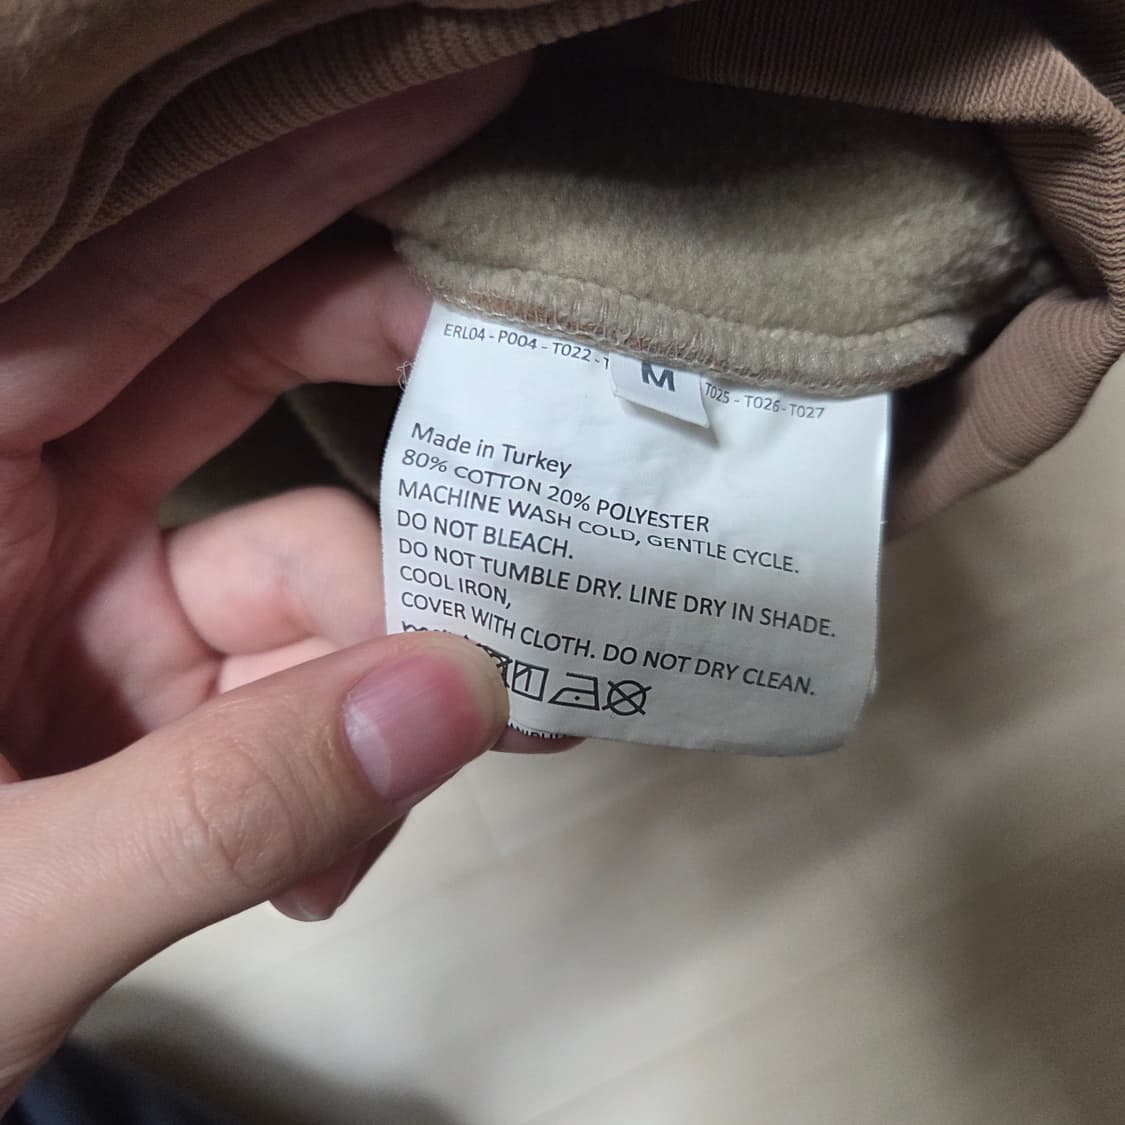 ERL04 - P004 - T022 -
M
T025 - T026 - T027
Made in Turkey
80% COTTON 20% POLYESTER
MACHINE WASH COLD, GENTLE CYCLE.
DO NOT BLEACH.
DO NOT TUMBLE DRY. LINE DRY IN SHADE.
COOL IRON,
COVER WITH CLOTH. DO NOT DRY CLEAN.